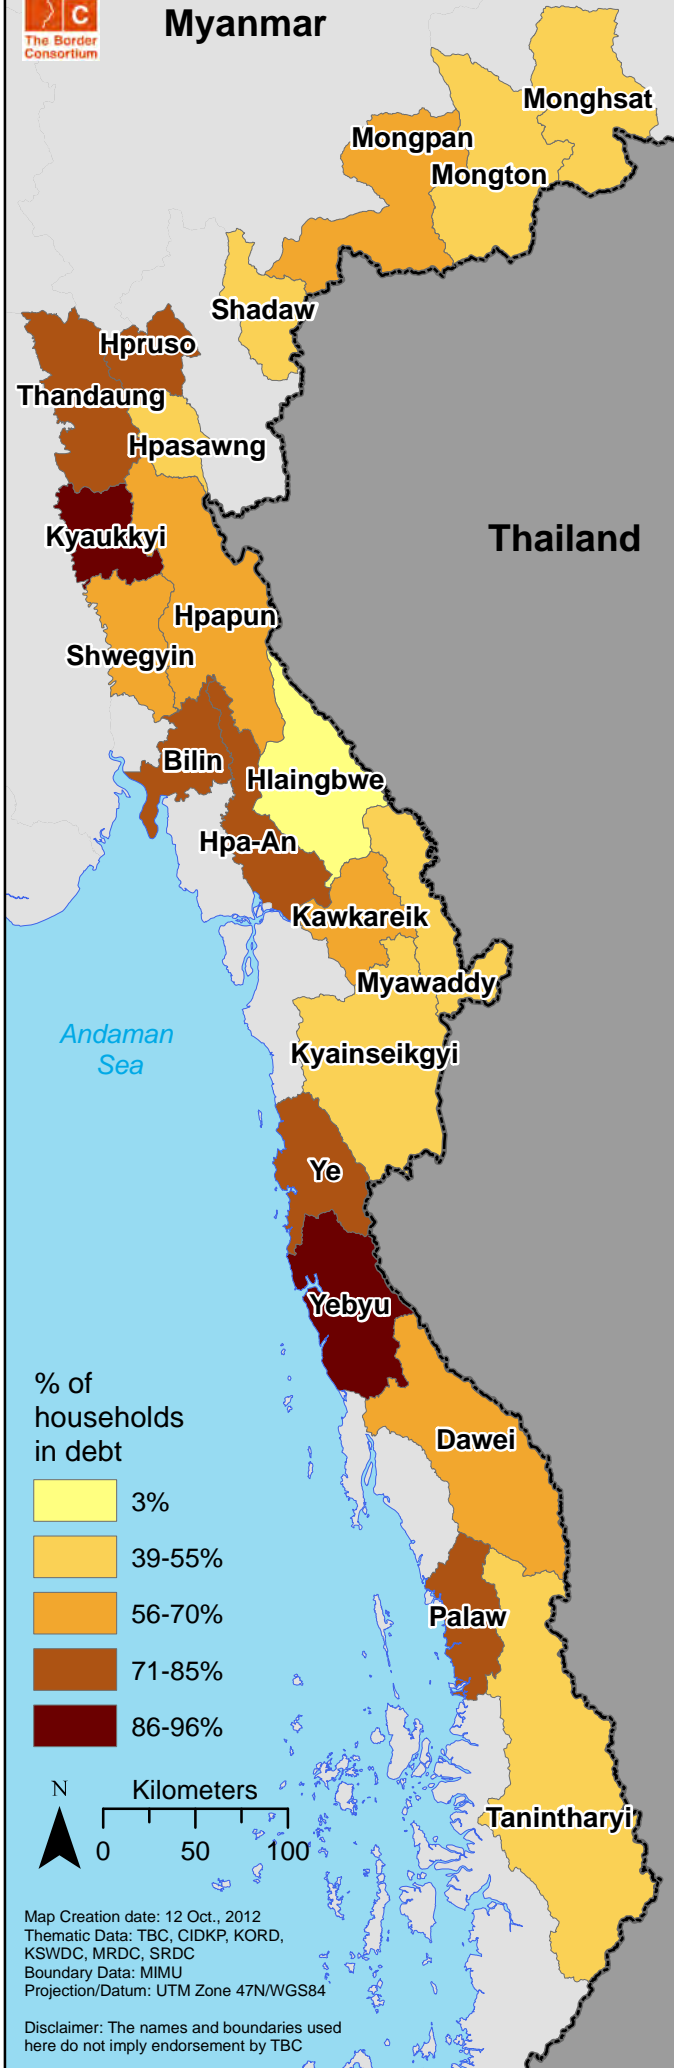 C
The Border
Consortium
Myanmar
Monghsat
Mongpan
Mongton
Shadaw
Hpruso
Thandaung
Hpasawng
Kyaukkyi
Thailand
Hpapun
Shwegyin
Bilin
Hlaingbwe
Hpa-An
Kawkareik
Myawaddy
Andaman
Sea
Kyainseikgyi
Ye
Yebyu
% of
households
in debt
Dawei
3%
39-55%
56-70%
Palaw
71-85%
86-96%
N
Kilometers
0 50 100
Tanintharyi
Map Creation date: 12 Oct., 2012
Thematic Data: TBC, CIDKP, KORD,
KSWDC, MRDC, SRDC
Boundary Data: MIMU
Projection/Datum: UTM Zone 47N/WGS84
Disclaimer: The names and boundaries used
here do not imply endorsement by TBC